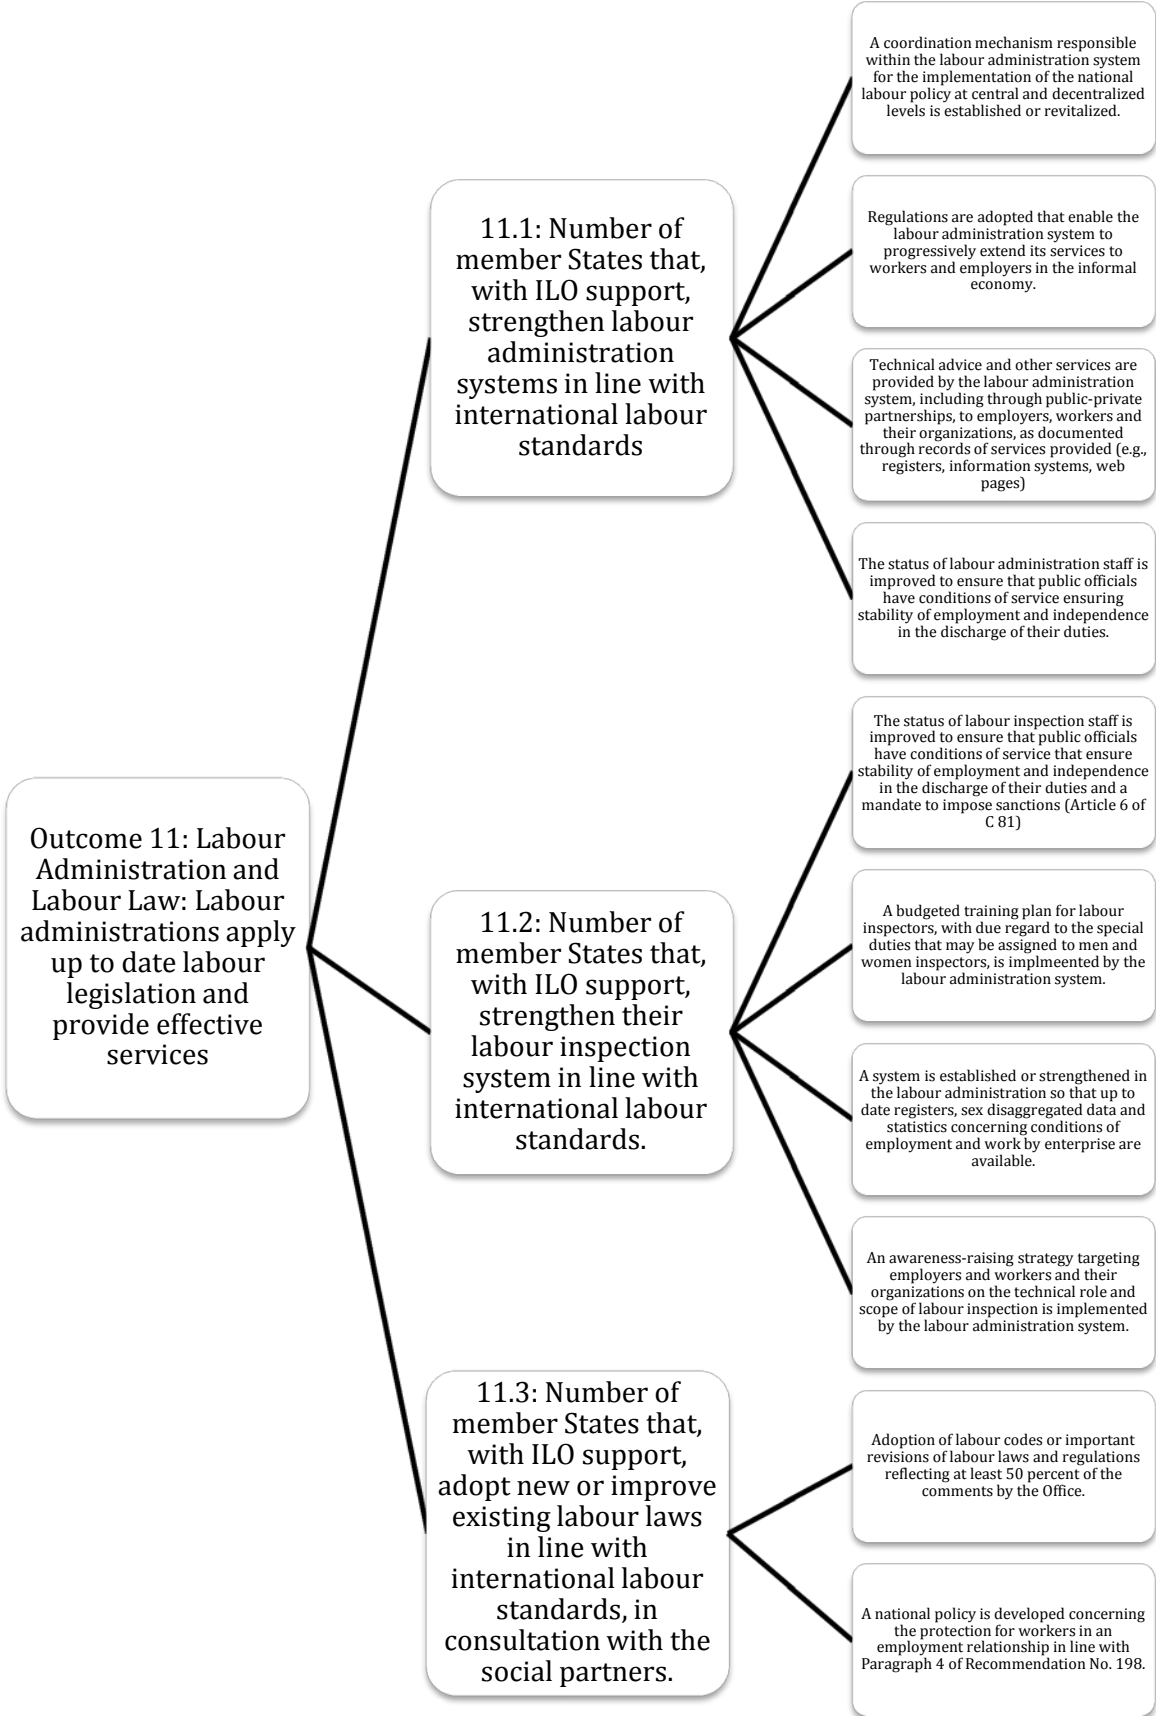 Outcome 11: Labour
Administration and
Labour Law: Labour
administrations apply
up to date labour
legislation and
provide effective
services
11.1: Number of
member States that,
with ILO support,
strengthen labour
administration
systems in line with
international labour
standards
A coordination mechanism responsible
within the labour administration system
for the implementation of the national
labour policy at central and decentralized
levels is established or revitalized.
Regulations are adopted that enable the
labour administration system to
progressively extend its services to
workers and employers in the informal
economy.
Technical advice and other services are
provided by the labour administration
system, including through public-private
partnerships, to employers, workers and
their organizations, as documented
through records of services provided (e.g.,
registers, information systems, web
pages)
The status of labour administration staff is
improved to ensure that public officials
have conditions of service ensuring
stability of employment and independence
in the discharge of their duties.
11.2: Number of
member States that,
with ILO support,
strengthen their
labour inspection
system in line with
international labour
standards.
The status of labour inspection staff is
improved to ensure that public officials
have conditions of service that ensure
stability of employment and independence
in the discharge of their duties and a
mandate to impose sanctions (Article 6 of
C 81)
A budgeted training plan for labour
inspectors, with due regard to the special
duties that may be assigned to men and
women inspectors, is implmeented by the
labour administration system.
A system is established or strengthened in
the labour administration so that up to
date registers, sex disaggregated data and
statistics concerning conditions of
employment and work by enterprise are
available.
An awareness-raising strategy targeting
employers and workers and their
organizations on the technical role and
scope of labour inspection is implemented
by the labour administration system.
11.3: Number of
member States that,
with ILO support,
adopt new or improve
existing labour laws
in line with
international labour
standards, in
consultation with the
social partners.
Adoption of labour codes or important
revisions of labour laws and regulations
reflecting at least 50 percent of the
comments by the Office.
A national policy is developed concerning
the protection for workers in an
employment relationship in line with
Paragraph 4 of Recommendation No. 198.